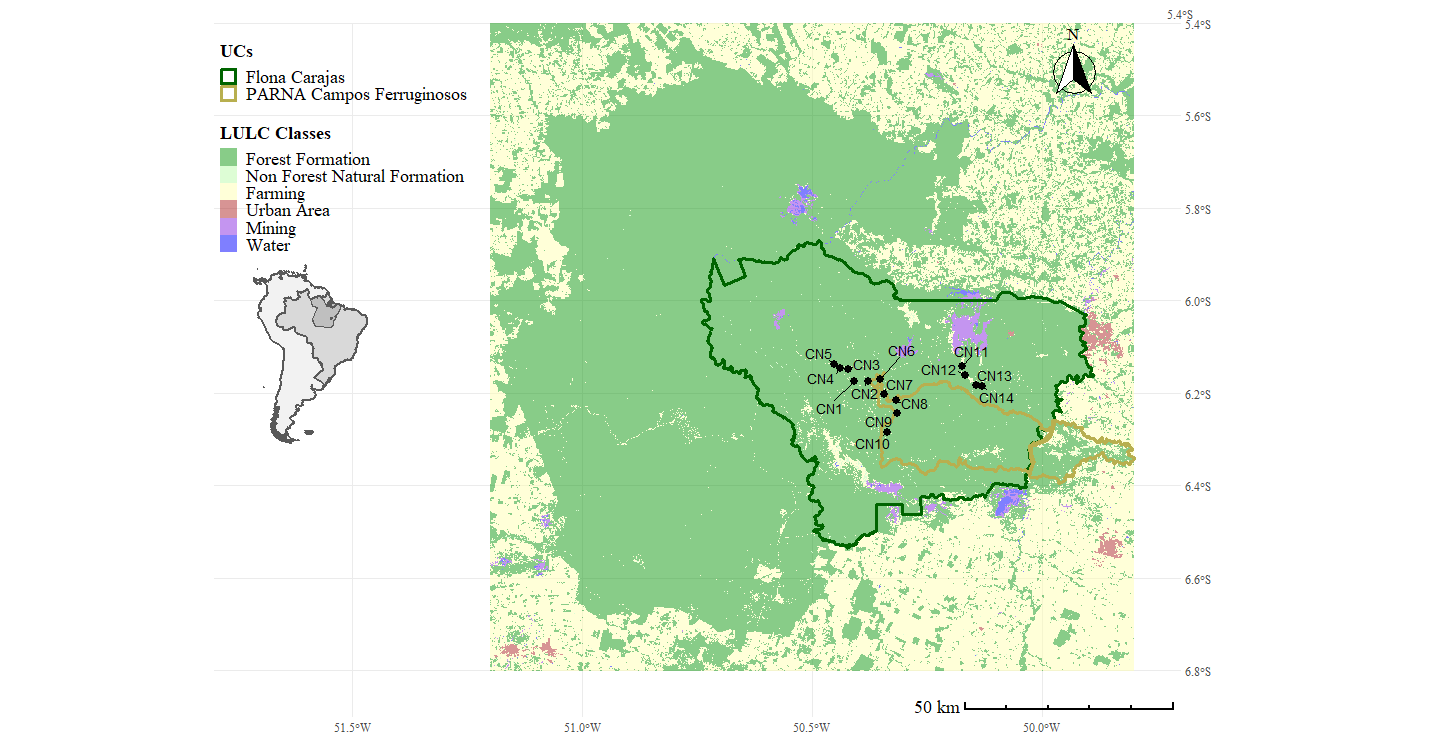 5.4°S
5.4°S
N
UCs
Flona Carajas
PARNA Campos Ferruginosos
LULC Classes
Forest Formation
Non Forest Natural Formation
Farming
Urban Area
Mining
Water
5.6°S
5.8°S
6.0°S
CN5
CN4
CN3
CN6
CN1
CN2
CN7
CN8
CN9
CN10
CN11
CN12
CN13
CN14
6.2°S
6.4°S
6.6°S
6.8°S
50 km
51.5°W
51.0°W
50.5°W
50.0°W